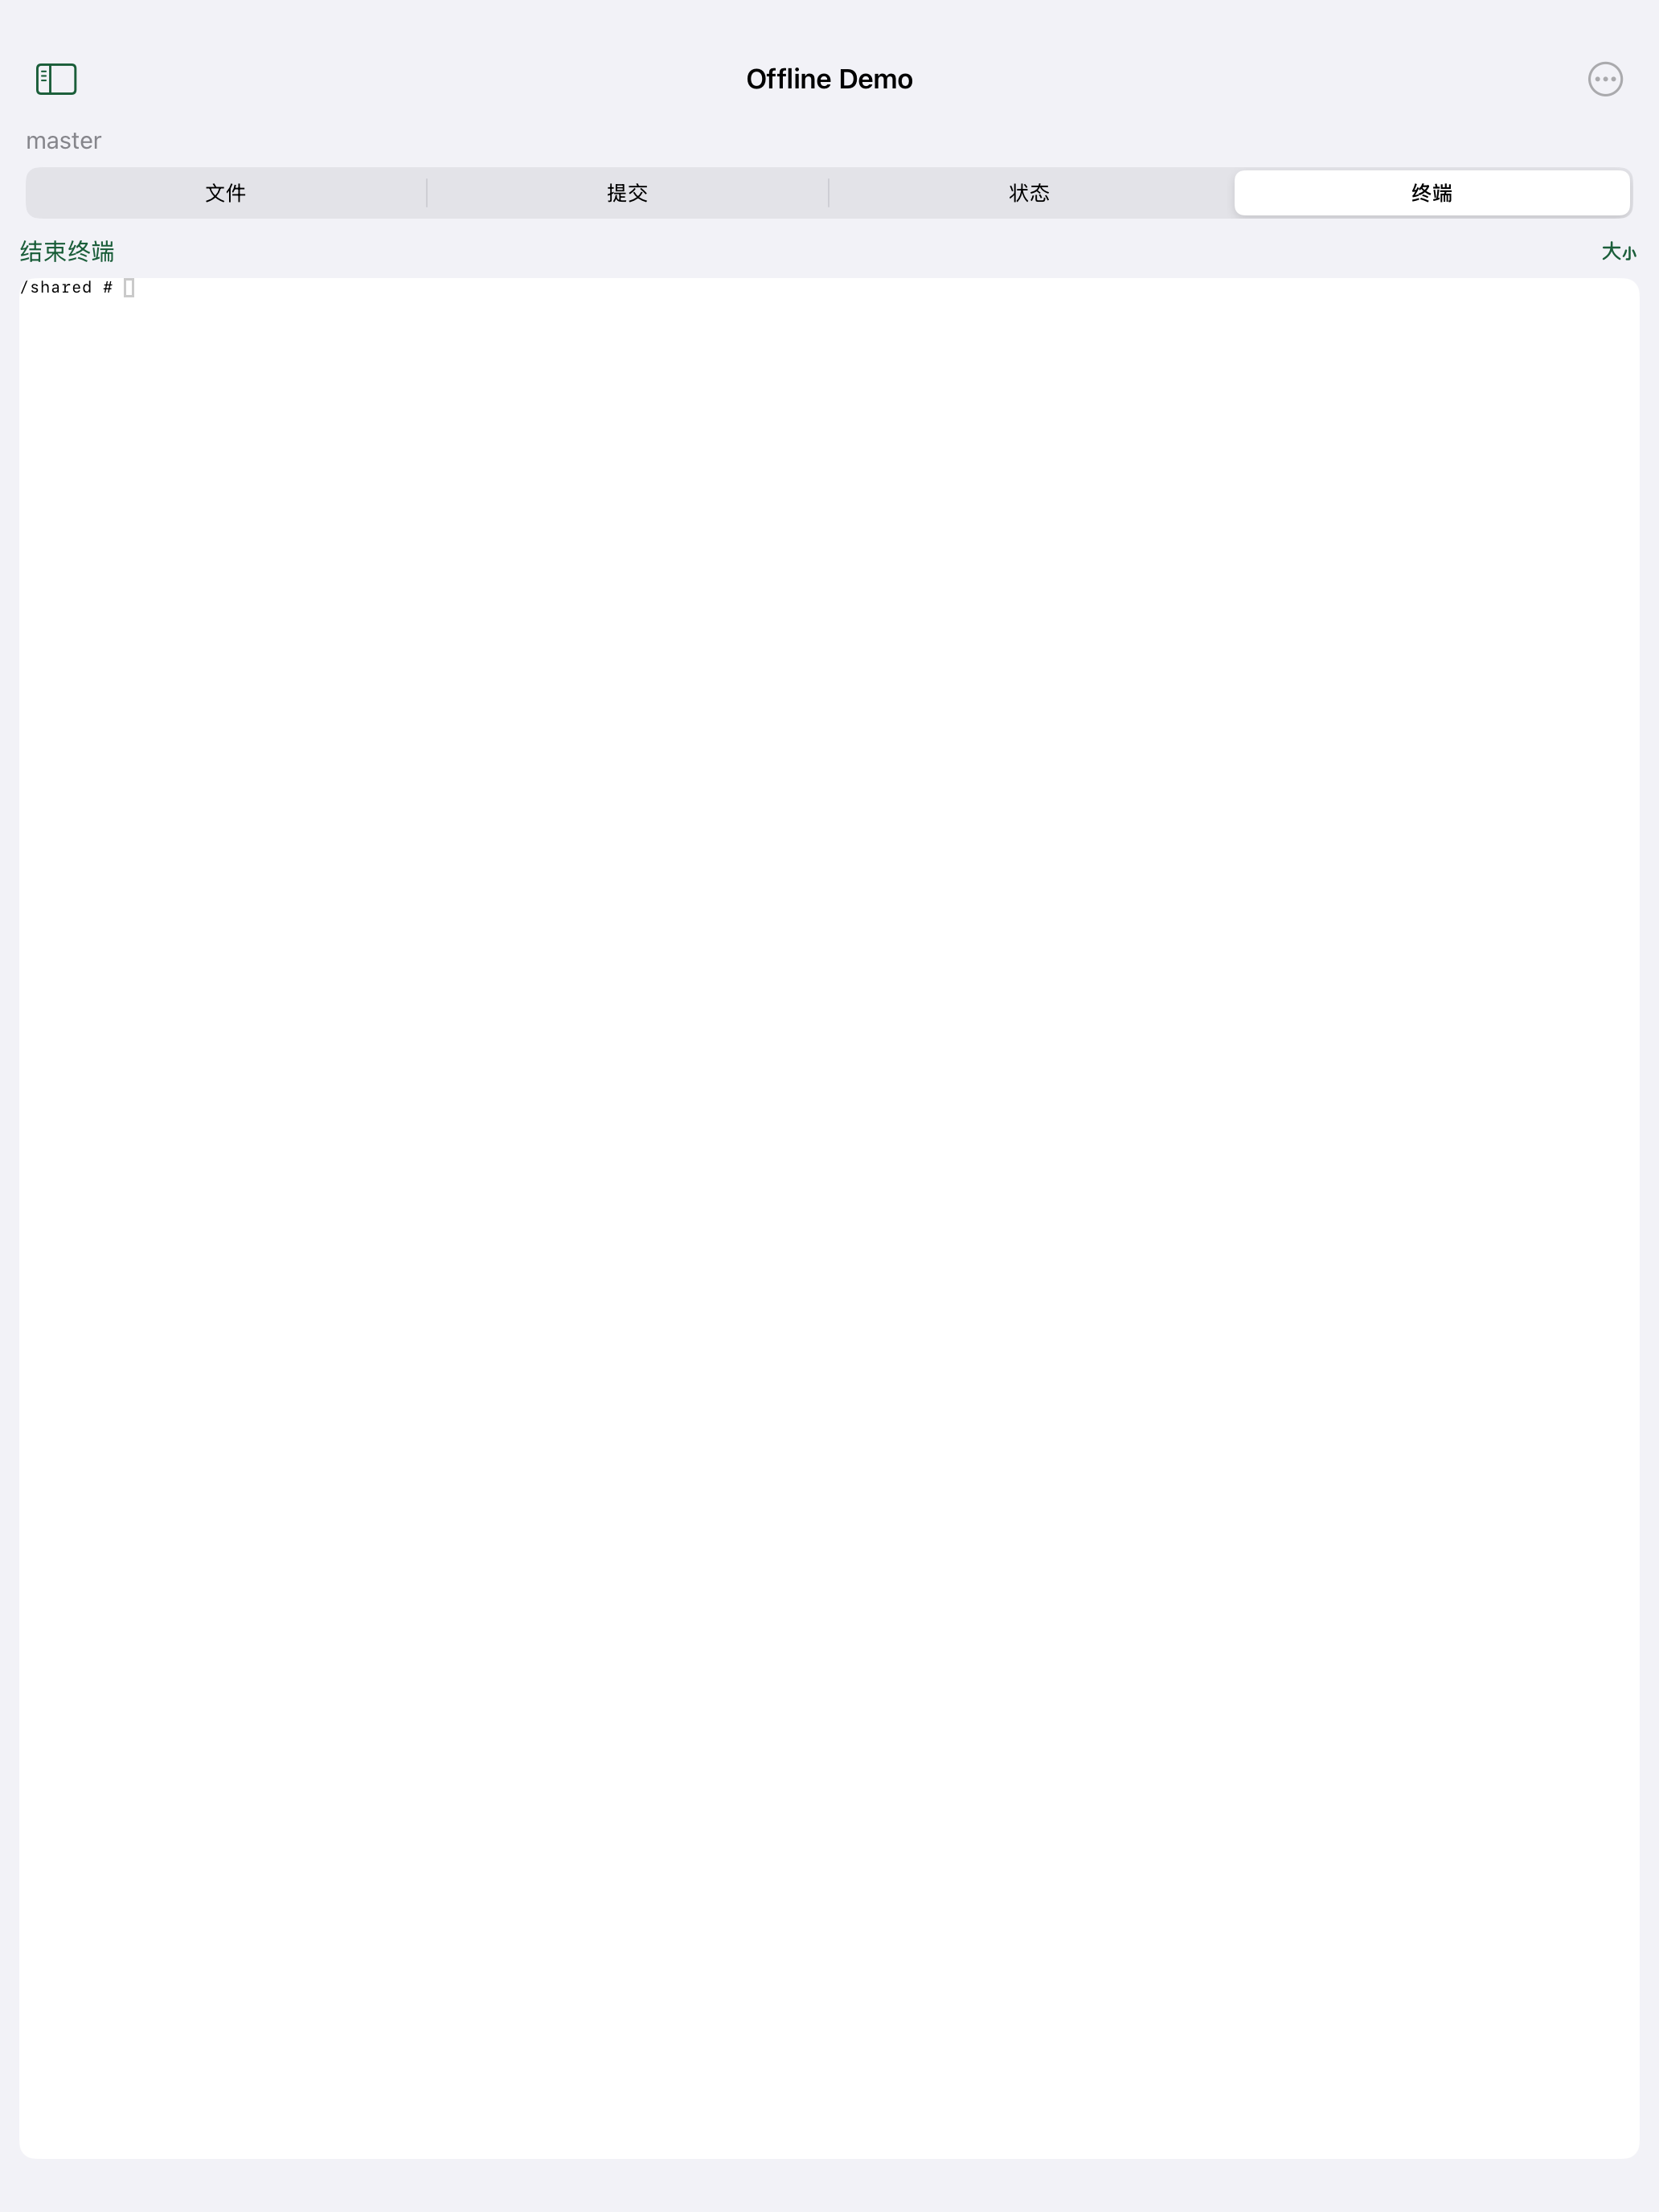 Offline Demo
master
文件 提交 状态 终端
结束终端 大小
/shared #